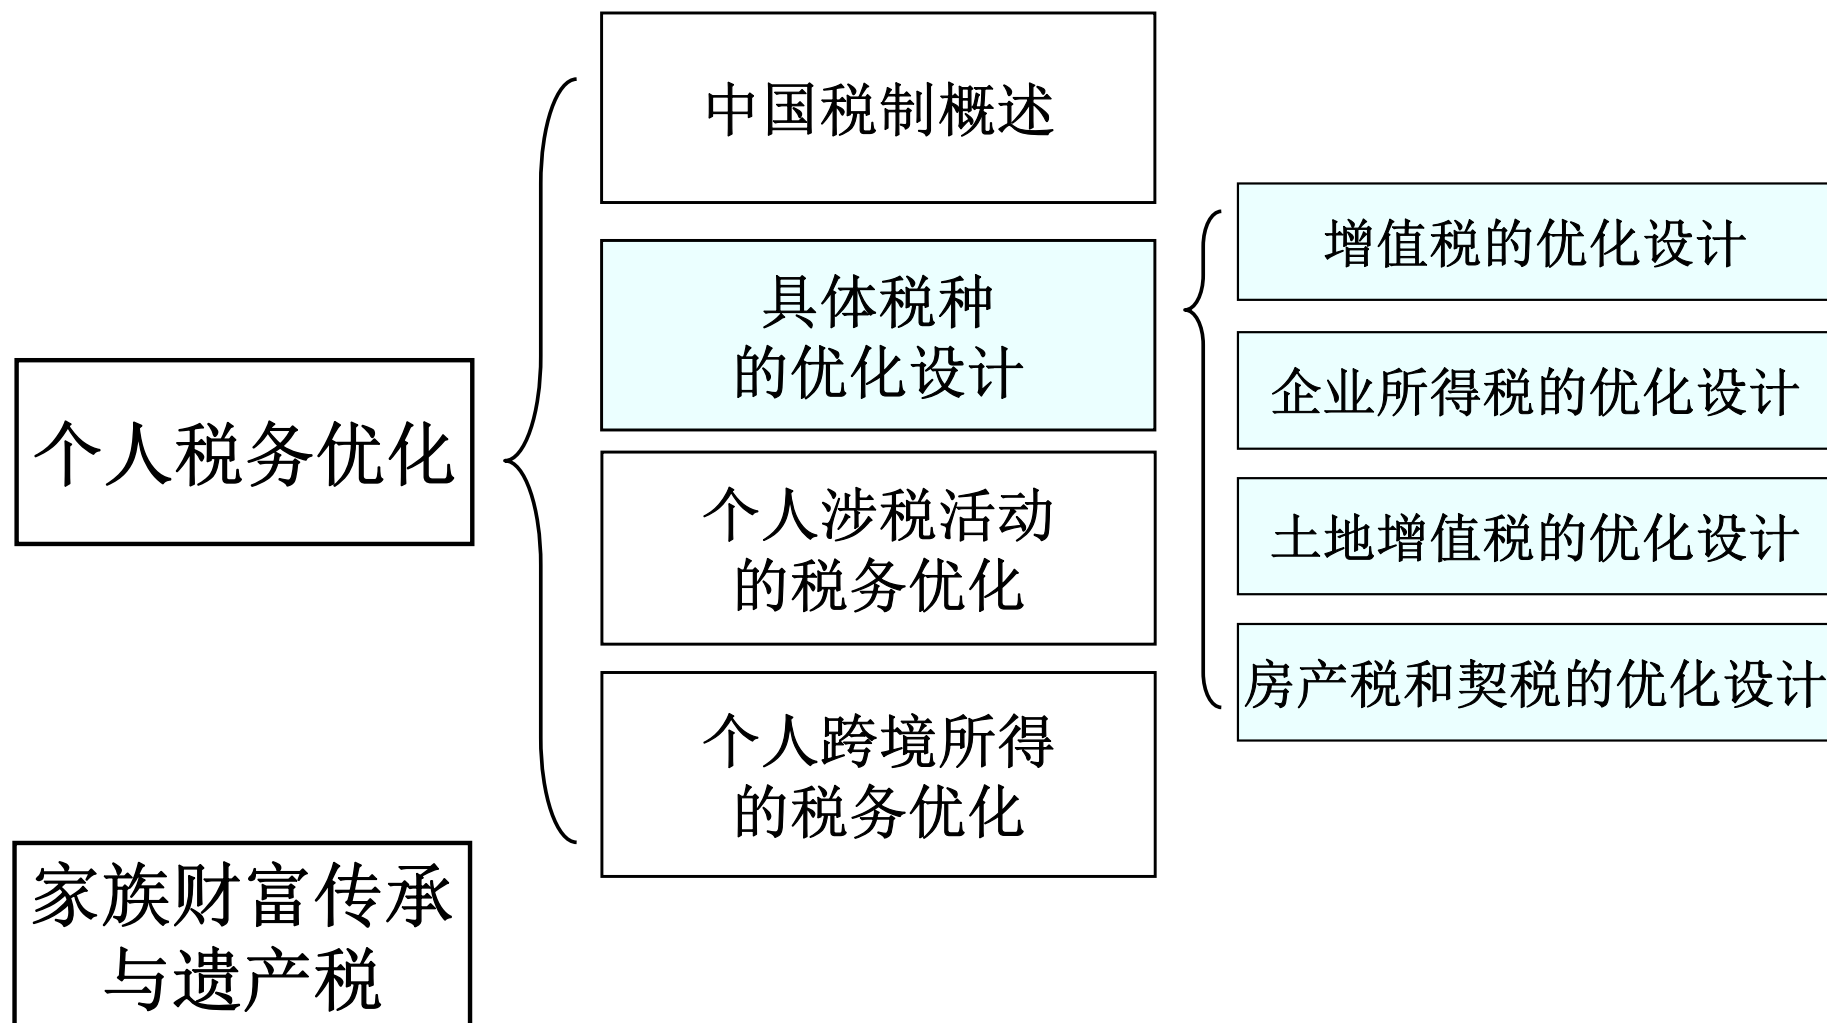 个人税务优化
中国税制概述
具体税种
的优化设计
增值税的优化设计
企业所得税的优化设计
土地增值税的优化设计
房产税和契税的优化设计
个人涉税活动
的税务优化
个人跨境所得
的税务优化
家族财富传承
与遗产税